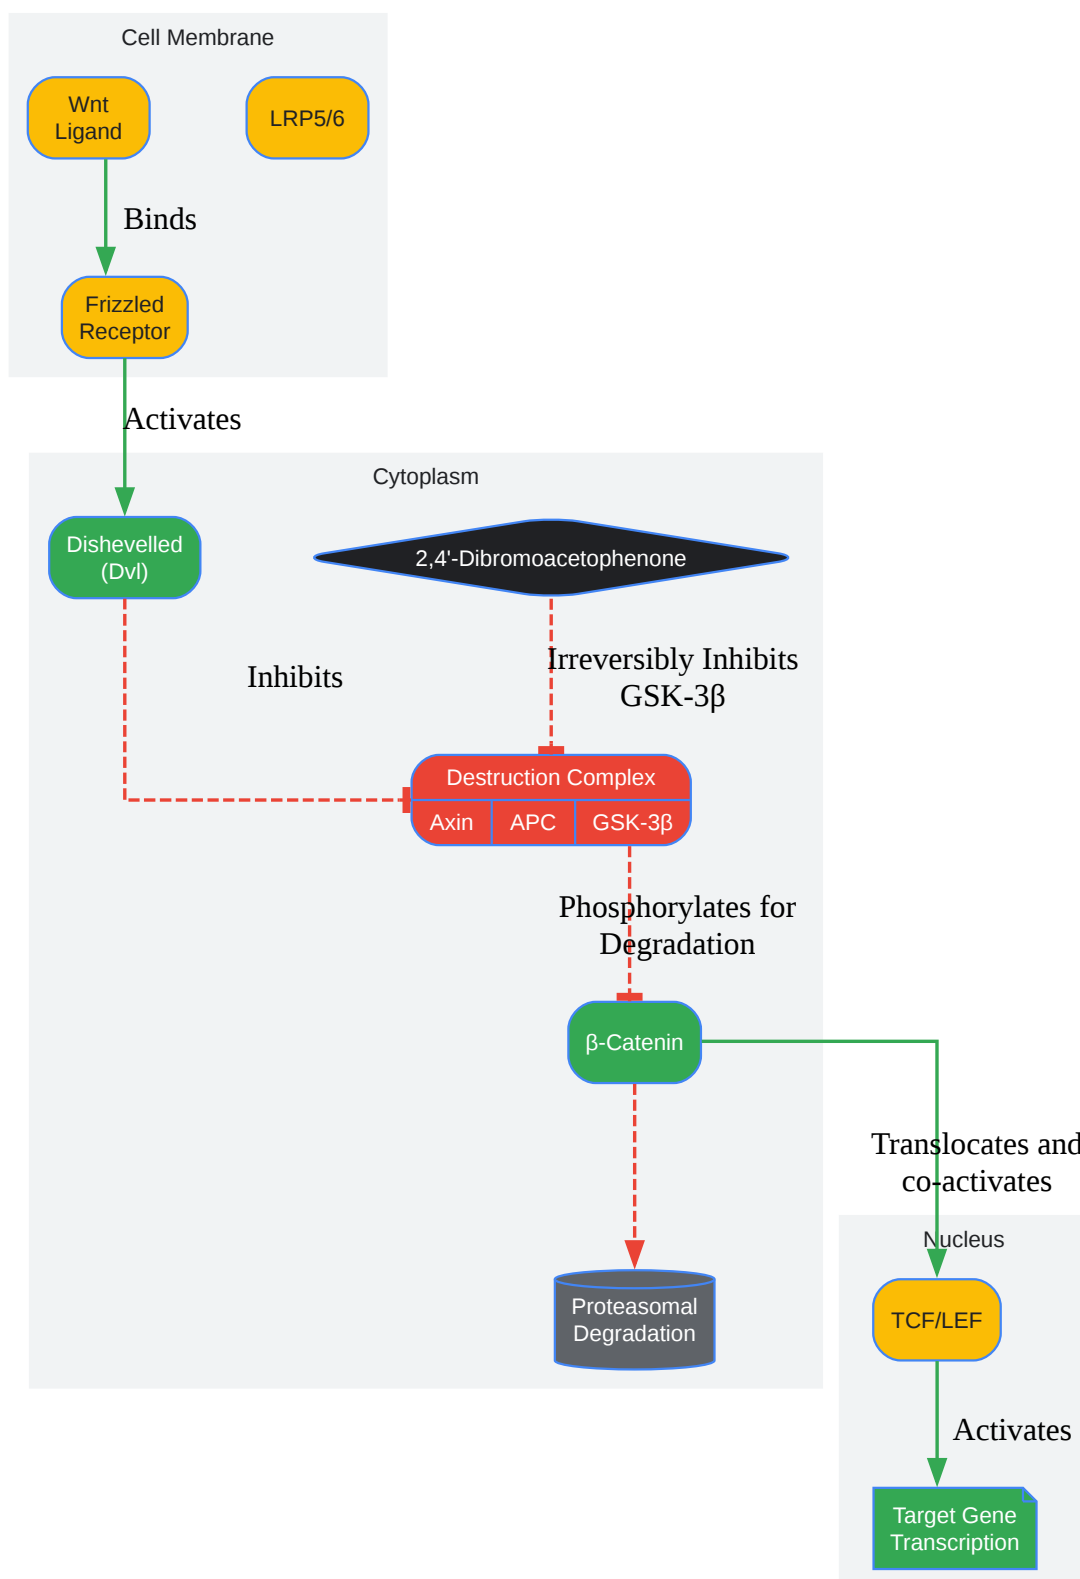 Cell Membrane
Wnt
Ligand
LRP5/6
Binds
Frizzled
Receptor
Activates
Cytoplasm
Dishevelled
(Dvl)
2,4'-Dibromoacetophenone
Inhibits
Irreversibly Inhibits
GSK-3β
Destruction Complex
Axin
APC
GSK-3β
Phosphorylates for
Degradation
β-Catenin
Translocates and
co-activates
Nucleus
Proteasomal
Degradation
TCF/LEF
Activates
Target Gene
Transcription